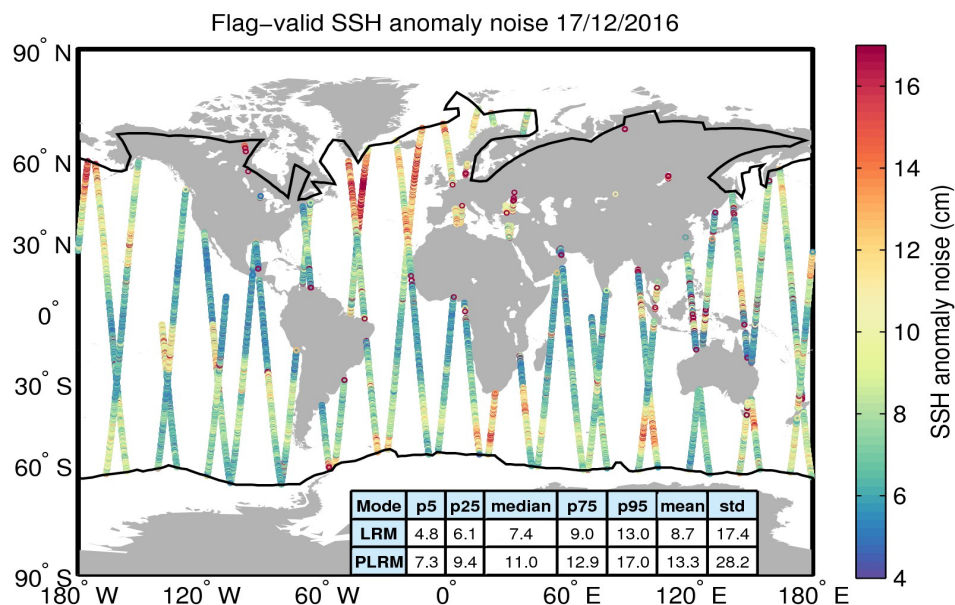 Flag−valid SSH anomaly noise 17/12/2016
90° N
60° N
30° N
0°
30° S
60° S
90° S
180° W
120° W
60° W
0°
60° E
120° E
180° E
Mode p5 p25 median p75 p95 mean std
LRM 4.8 6.1 7.4 9.0 13.0 8.7 17.4
PLRM 7.3 9.4 11.0 12.9 17.0 13.3 28.2
16
14
12
10
8
6
4
SSH anomaly noise (cm)